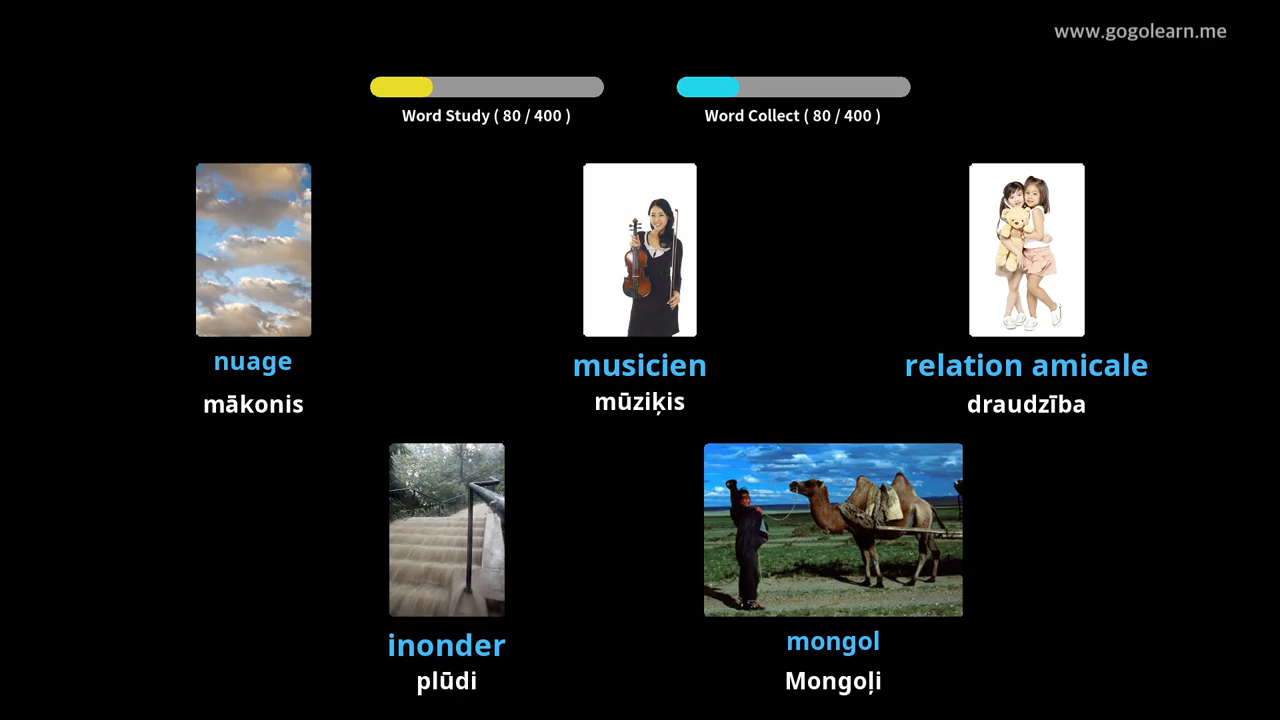 www.gogolearn.me
Word Study ( 80 / 400 )
Word Collect ( 80 / 400 )
nuage
mākonis
musicien
mūziķis
relation amicale
draudzība
inonder
plūdi
mongol
Mongoļi